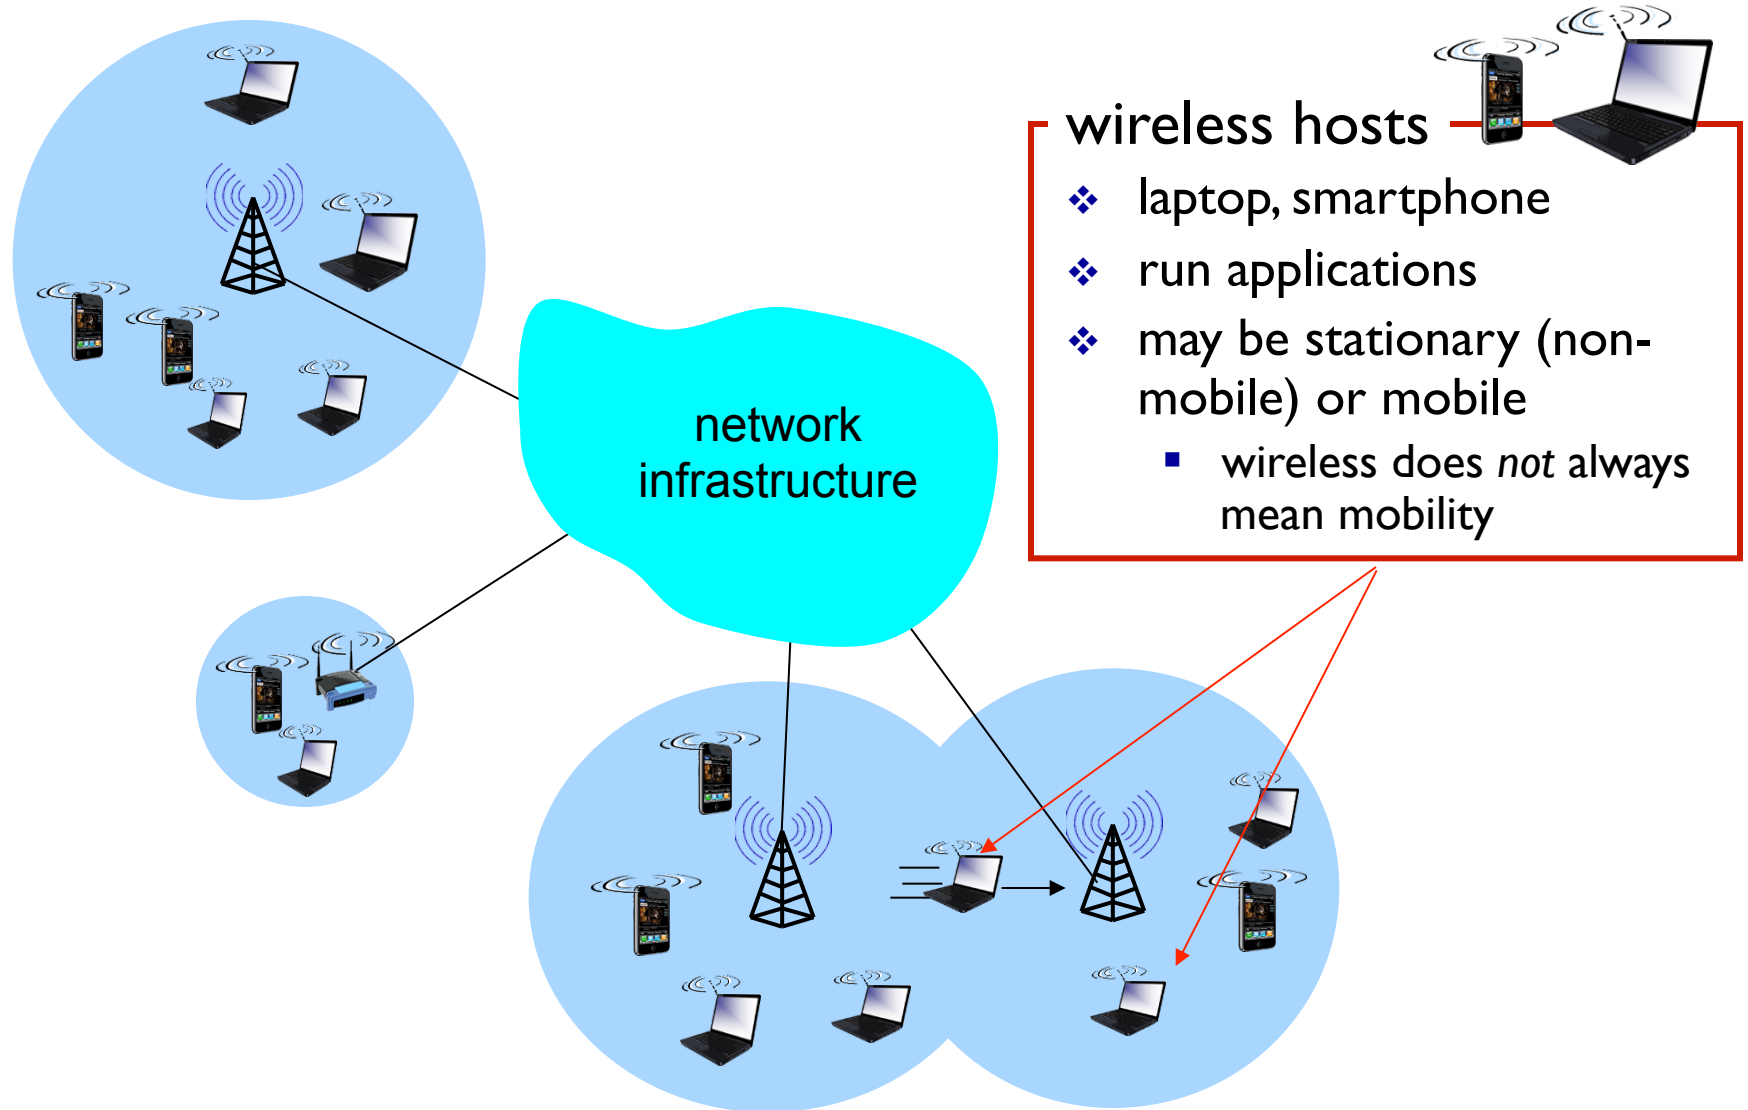 wireless hosts
❖ laptop, smartphone
❖ run applications
❖ may be stationary (non-
mobile) or mobile
▪ wireless does not always
mean mobility
network
infrastructure